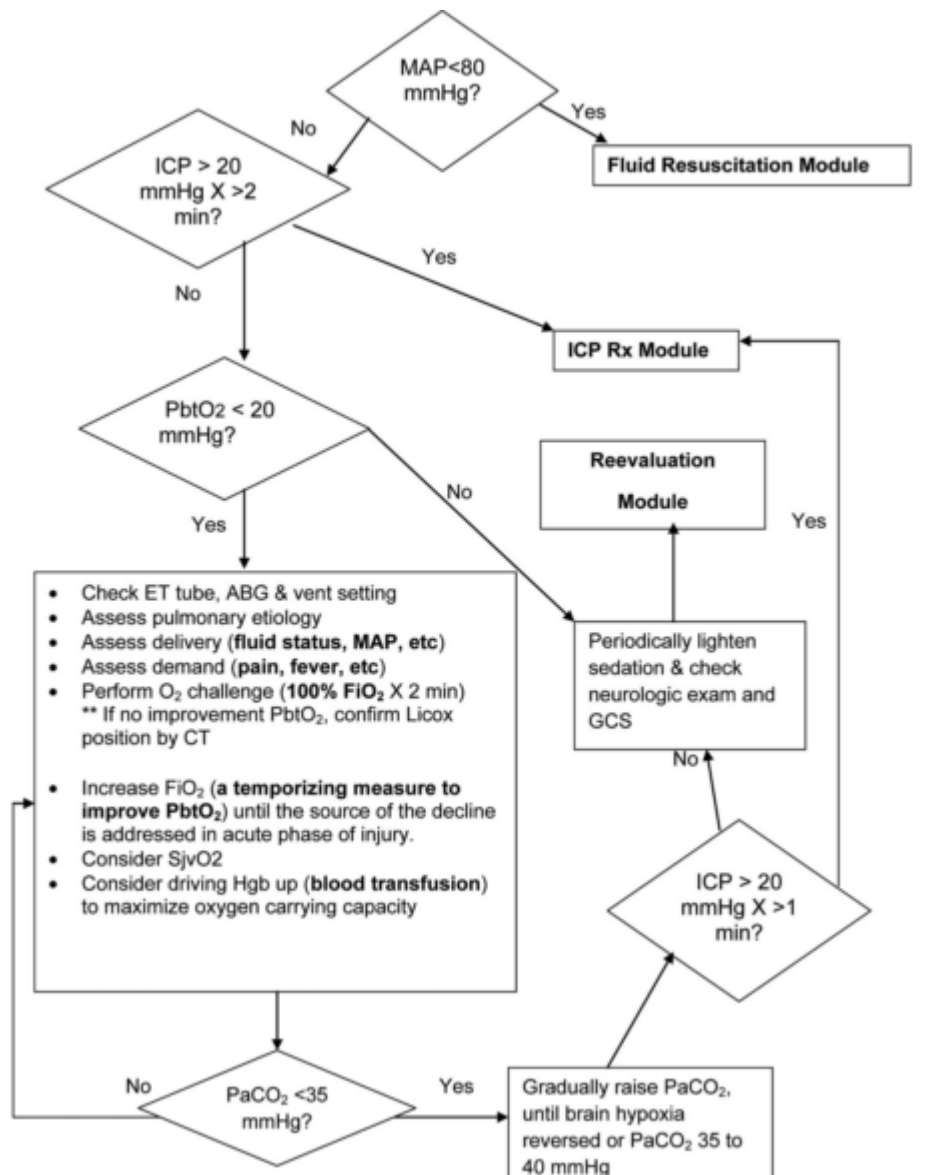 MAP<80
mmHg?
Yes
No
Fluid Resuscitation Module
ICP > 20
mmHg X >2
min?
Yes
No
ICP Rx Module
PbtO2 < 20
mmHg?
No
Yes
Reevaluation
Module
Yes
• Check ET tube, ABG & vent setting
• Assess pulmonary etiology
• Assess delivery (fluid status, MAP, etc)
• Assess demand (pain, fever, etc)
• Perform O₂ challenge (100% FiO₂ X 2 min)
** If no improvement PbtO₂, confirm Licox
position by CT
• Increase FiO₂ (a temporizing measure to
improve PbtO₂) until the source of the decline
is addressed in acute phase of injury.
• Consider SjvO2
• Consider driving Hgb up (blood transfusion)
to maximize oxygen carrying capacity
Periodically lighten
sedation & check
neurologic exam and
GCS
No
ICP > 20
mmHg X >1
min?
No
PaCO₂ <35
mmHg?
Yes
Gradually raise PaCO₂,
until brain hypoxia
reversed or PaCO₂ 35 to
40 mmHg